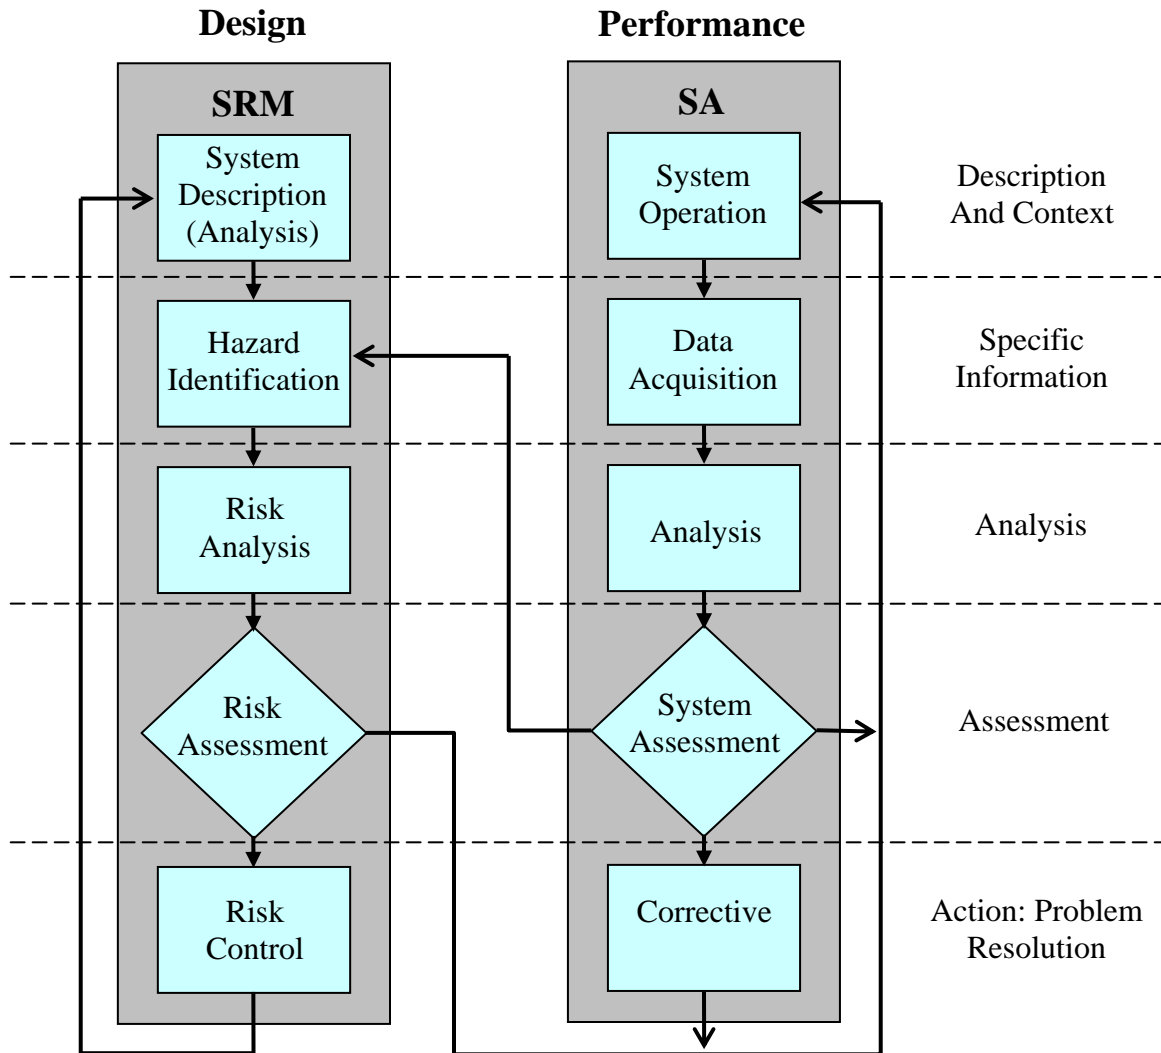 Design
Performance
SRM
SA
System
Description
(Analysis)
System
Operation
Description
And Context
Hazard
Identification
Data
Acquisition
Specific
Information
Risk
Analysis
Analysis
Analysis
Risk
Assessment
System
Assessment
Assessment
Risk
Control
Corrective
Action: Problem
Resolution